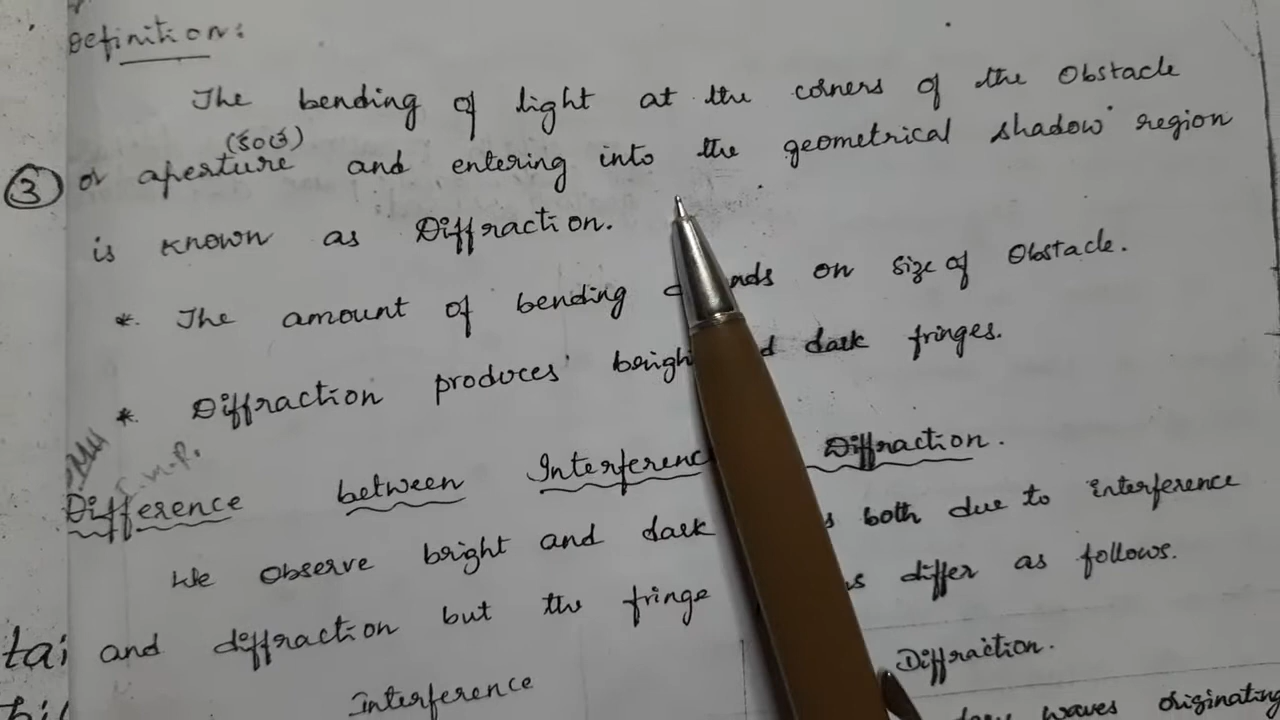 Definition:
The bending of light at the corners of the Obstacle
(కంత)
③ or aperture and entering into the geometrical shadow region
is known as Diffraction.
*. The amount of bending on size of Obstacle.
* Diffraction produces dark fringes.
Difference between Diffraction.
We observe bright and dark both due to interference
and diffraction but the fringe differ as follows.
Interference Diffraction.
waves originating